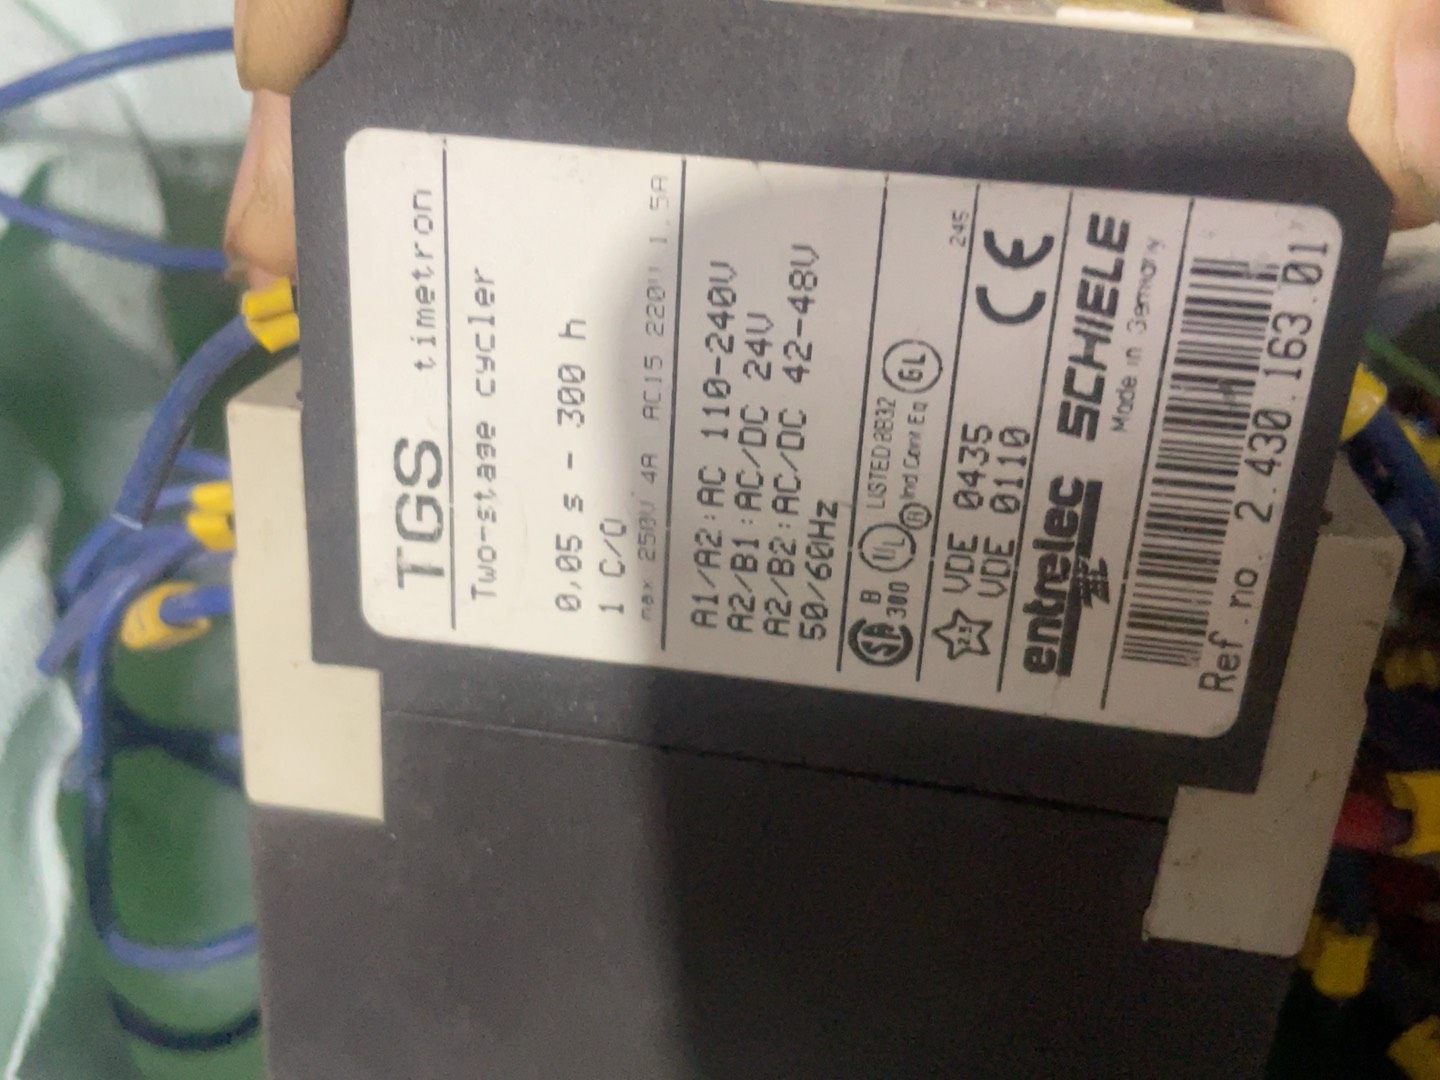 TGS timetron
Two-stage cycler
0,05 s - 300 h
1 C/O
max 250V 4A AC15 220V 1,5A
A1/A2:AC 110-240V
A2/B1:AC/DC 24V
A2/B2:AC/DC 42-48V
50/60Hz
SA B 300 UL LISTED 28B32 R Ind Cont Eq GL
VDE 0435 245
VDE 0110 CE
entrelec SCHIELE
Made in Germany
Ref.no. 2.430.163.01